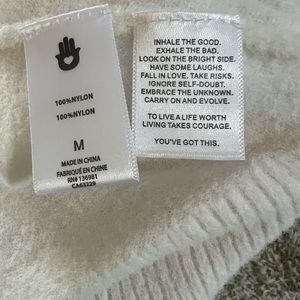 100%NYLON
100%NYLON
M
MADE IN CHINA
FABRIQUÉ EN CHINE
RN# 136981
CA63229
INHALE THE GOOD.
EXHALE THE BAD.
LOOK ON THE BRIGHT SIDE.
HAVE SOME LAUGHS.
FALL IN LOVE. TAKE RISKS.
IGNORE SELF-DOUBT.
EMBRACE THE UNKNOWN.
CARRY ON AND EVOLVE.
TO LIVE A LIFE WORTH
LIVING TAKES COURAGE.
YOU'VE GOT THIS.